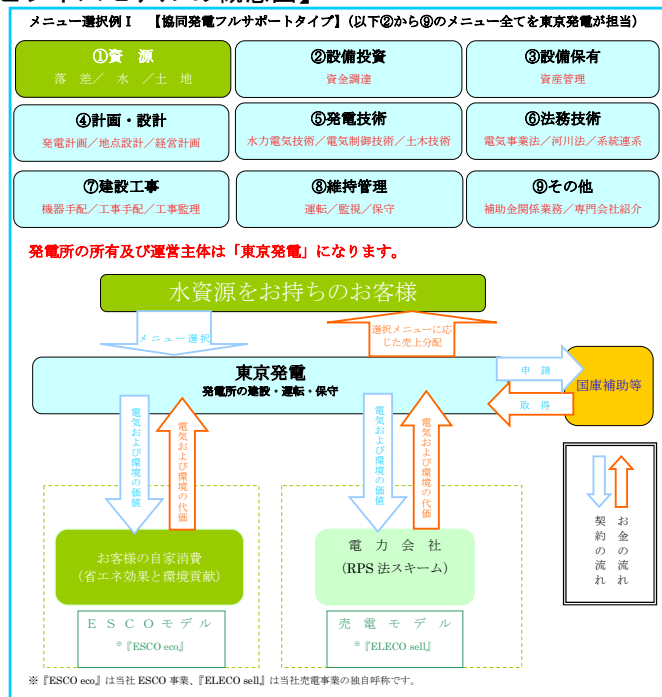 メニュー選択例Ⅰ 【協同発電フルサポートタイプ】(以下②から⑨のメニュー全てを東京発電が担当)
①資 源
落 差/ 水 /土 地
②設備投資
資金調達
③設備保有
資産管理
④計画・設計
発電計画/地点設計/経営計画
⑤発電技術
水力電気技術/電気制御技術/土木技術
⑥法務技術
電気事業法/河川法/系統連系
⑦建設工事
機器手配/工事手配/工事監理
⑧維持管理
運転/監視/保守
⑨その他
補助金関係業務/専門会社紹介
発電所の所有及び運営主体は「東京発電」になります。
水資源をお持ちのお客様
メニュー選択
選択メニューに応
じた売上分配
東京発電
発電所の建設・運転・保守
申 請
取 得
国庫補助等
電気および環境の価値
電気および環境の代価
電気および環境の価値
電気および環境の代価
契約の流れ
お金の流れ
お客様の自家消費
(省エネ効果と環境貢献)
電 力 会 社
(RPS 法スキーム)
E S C O モ デ ル
※『ESCO eco』
売 電 モ デ ル
※『ELECO sell』
※『ESCO eco』は当社 ESCO 事業、『ELECO sell』は当社売電事業の独自呼称です。